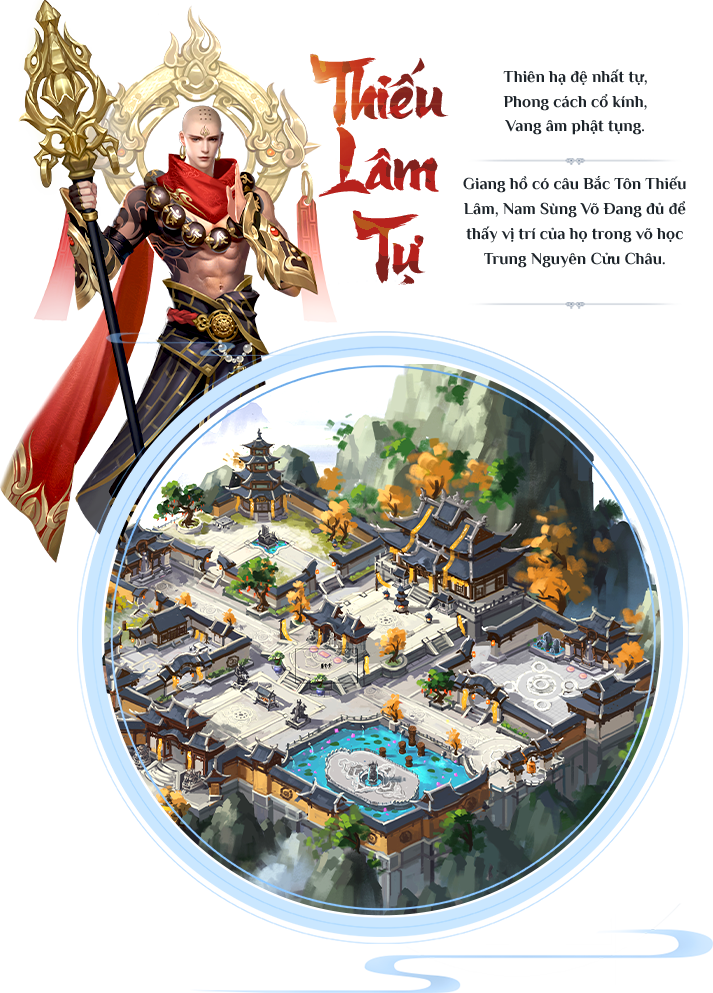 Thiếu
Lâm
Tự
Thiên hạ đệ nhất tự,
Phong cách cổ kính,
Vang âm phật tụng.
Giang hồ có câu Bắc Tôn Thiếu
Lâm, Nam Sùng Võ Đang đủ để
thấy vị trí của họ trong võ học
Trung Nguyên Cửu Châu.